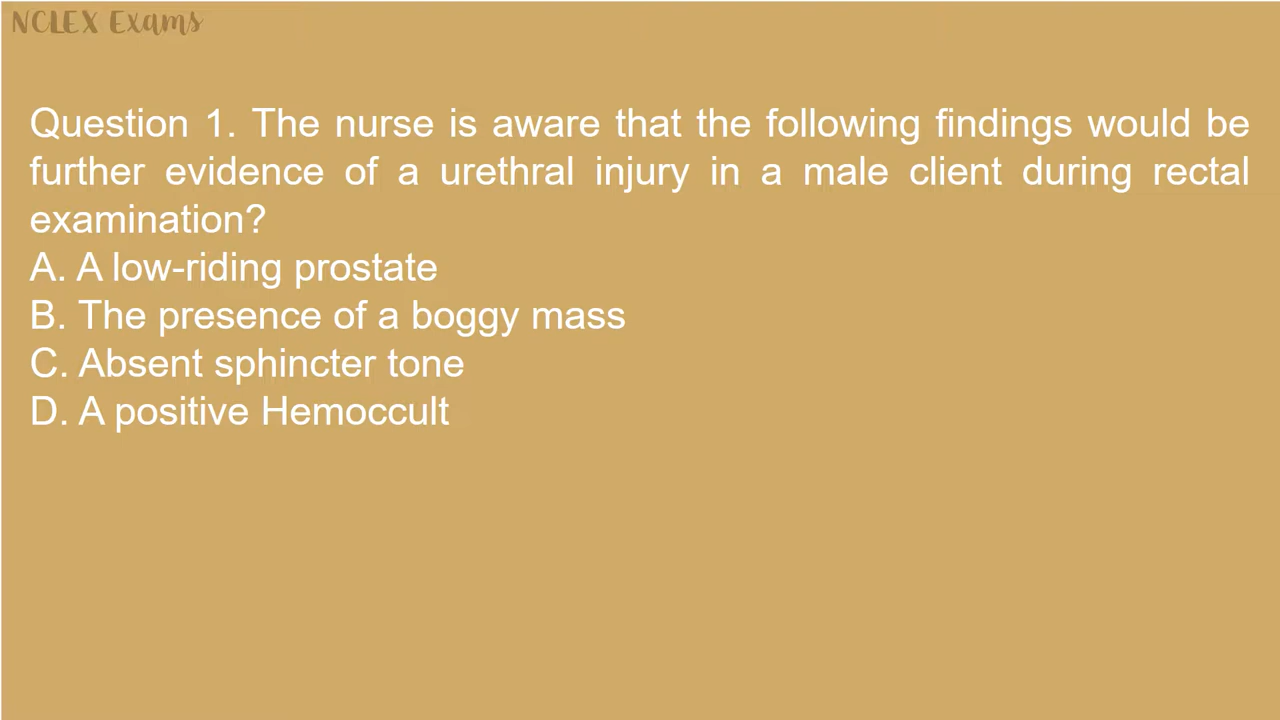 NCLEX Exams
Question 1. The nurse is aware that the following findings would be
further evidence of a urethral injury in a male client during rectal
examination?
A. A low-riding prostate
B. The presence of a boggy mass
C. Absent sphincter tone
D. A positive Hemoccult